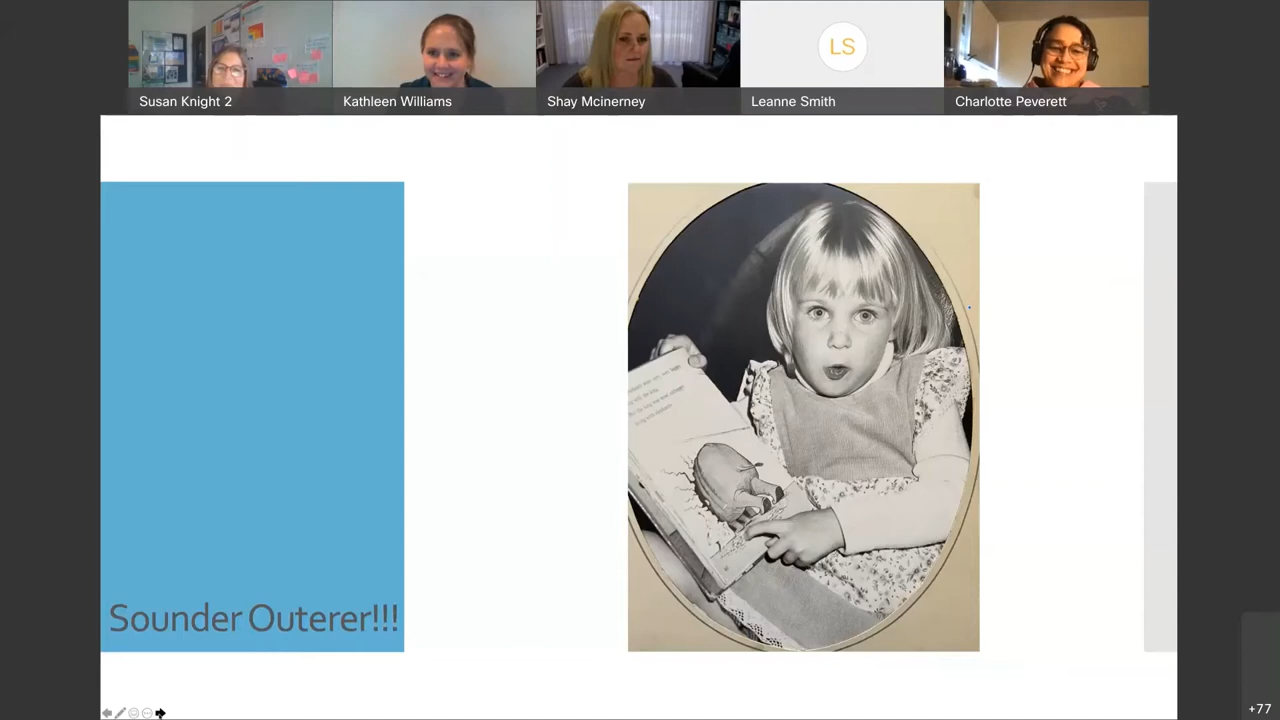 Susan Knight 2
Kathleen Williams
Shay Mcinerney
LS
Leanne Smith
Charlotte Peverett
Sounder Outerer!!!
+77